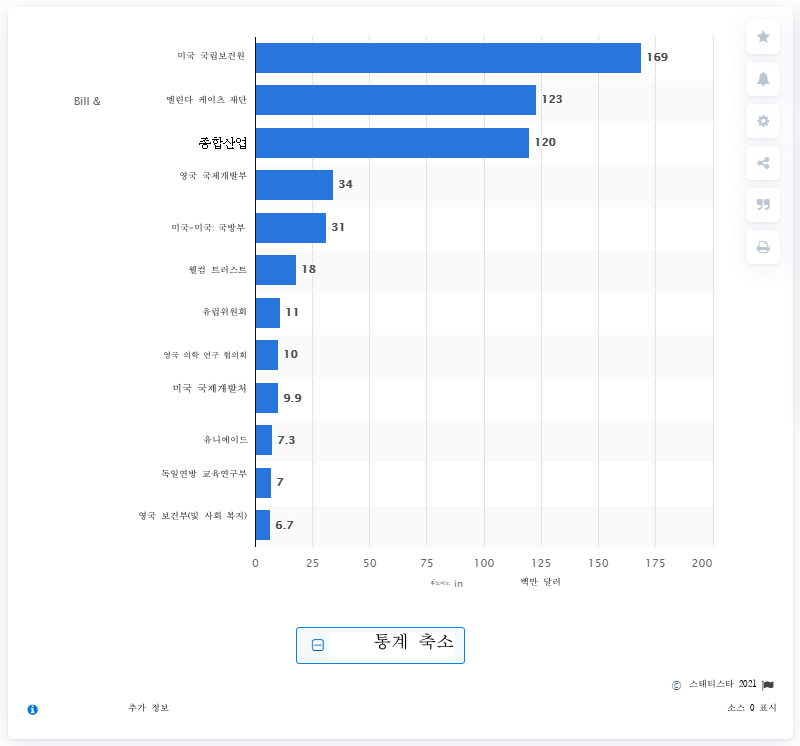 미국 국립보건원 169
Bill & 멜린다 게이츠 재단 123
종합산업 120
영국 국제개발부 34
미국-미국: 국방부 31
웰컴 트러스트 18
유럽위원회 11
영국 의학 연구 협의회 10
미국 국제개발처 9.9
유니에이드 7.3
독일연방 교육연구부 7
영국 보건부(및 사회 복지) 6.7
0 25 50 75 100 125 150 175 200
in 백만 달러
통계 축소
© 스태티스타 2021
추가 정보
소스 0 표시